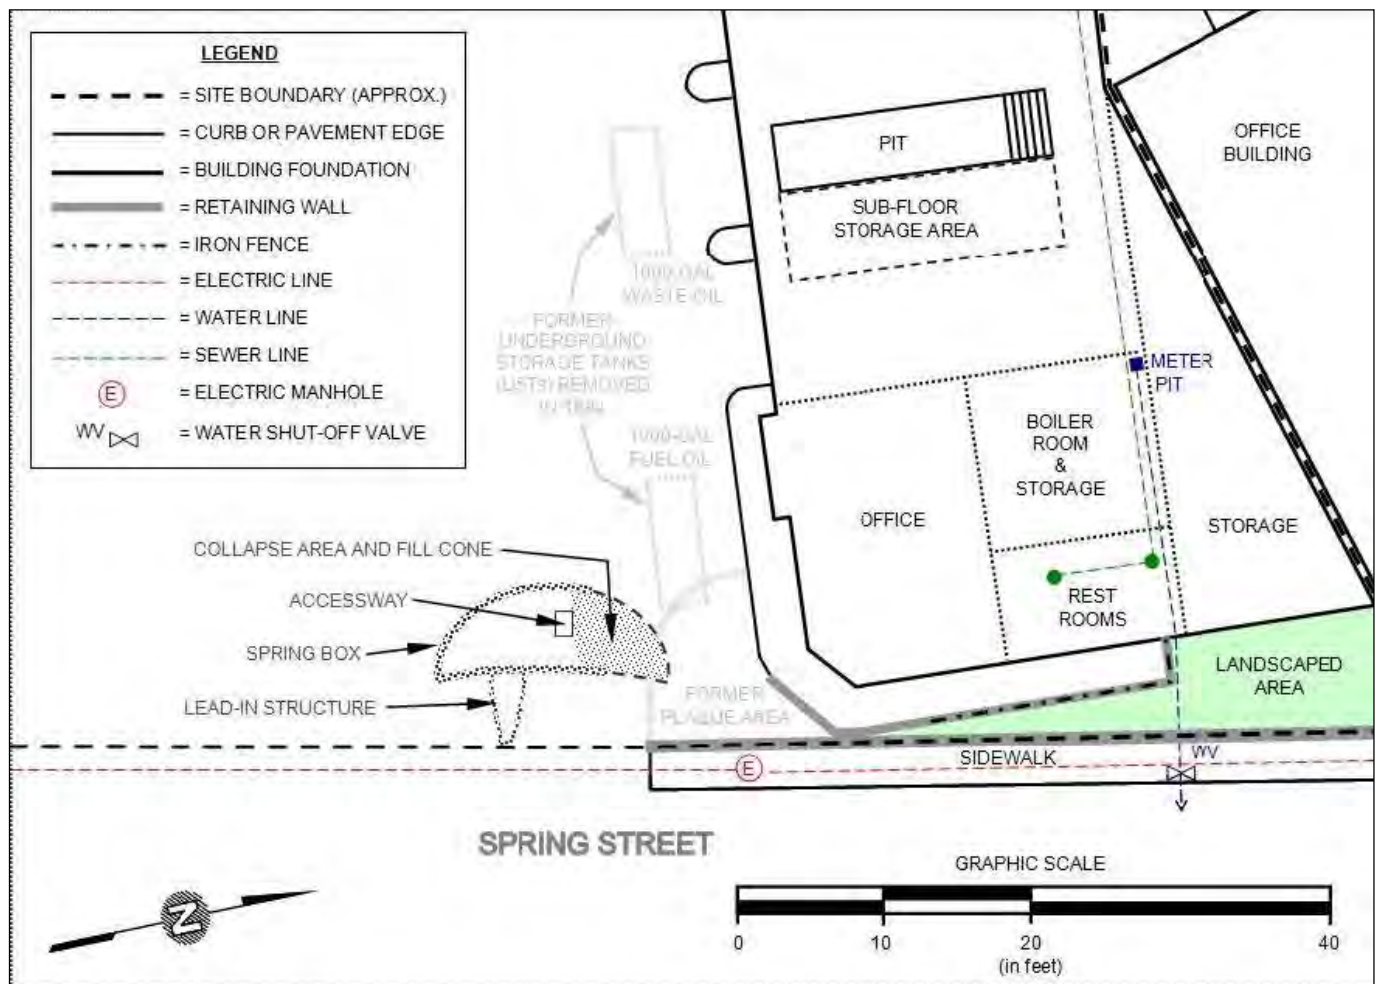 LEGEND
= SITE BOUNDARY (APPROX.)
= CURB OR PAVEMENT EDGE
= BUILDING FOUNDATION
= RETAINING WALL
= IRON FENCE
= ELECTRIC LINE
= WATER LINE
= SEWER LINE
E
= ELECTRIC MANHOLE
WV
= WATER SHUT-OFF VALVE
PIT
SUB-FLOOR
STORAGE AREA
OFFICE
BUILDING
1000-GAL
WASTE OIL
FORMER
UNDERGROUND
STORAGE TANKS
(USTS) REMOVED
IN
METER
PIT
1000-GAL
FUEL OIL
BOILER
ROOM
&
STORAGE
OFFICE
STORAGE
COLLAPSE AREA AND FILL CONE
ACCESSWAY
SPRING BOX
LEAD-IN STRUCTURE
REST
ROOMS
LANDSCAPED
AREA
FORMER
PLAQUE AREA
SIDEWALK
WV
E
SPRING STREET
N
GRAPHIC SCALE
0
10
20
40
(in feet)